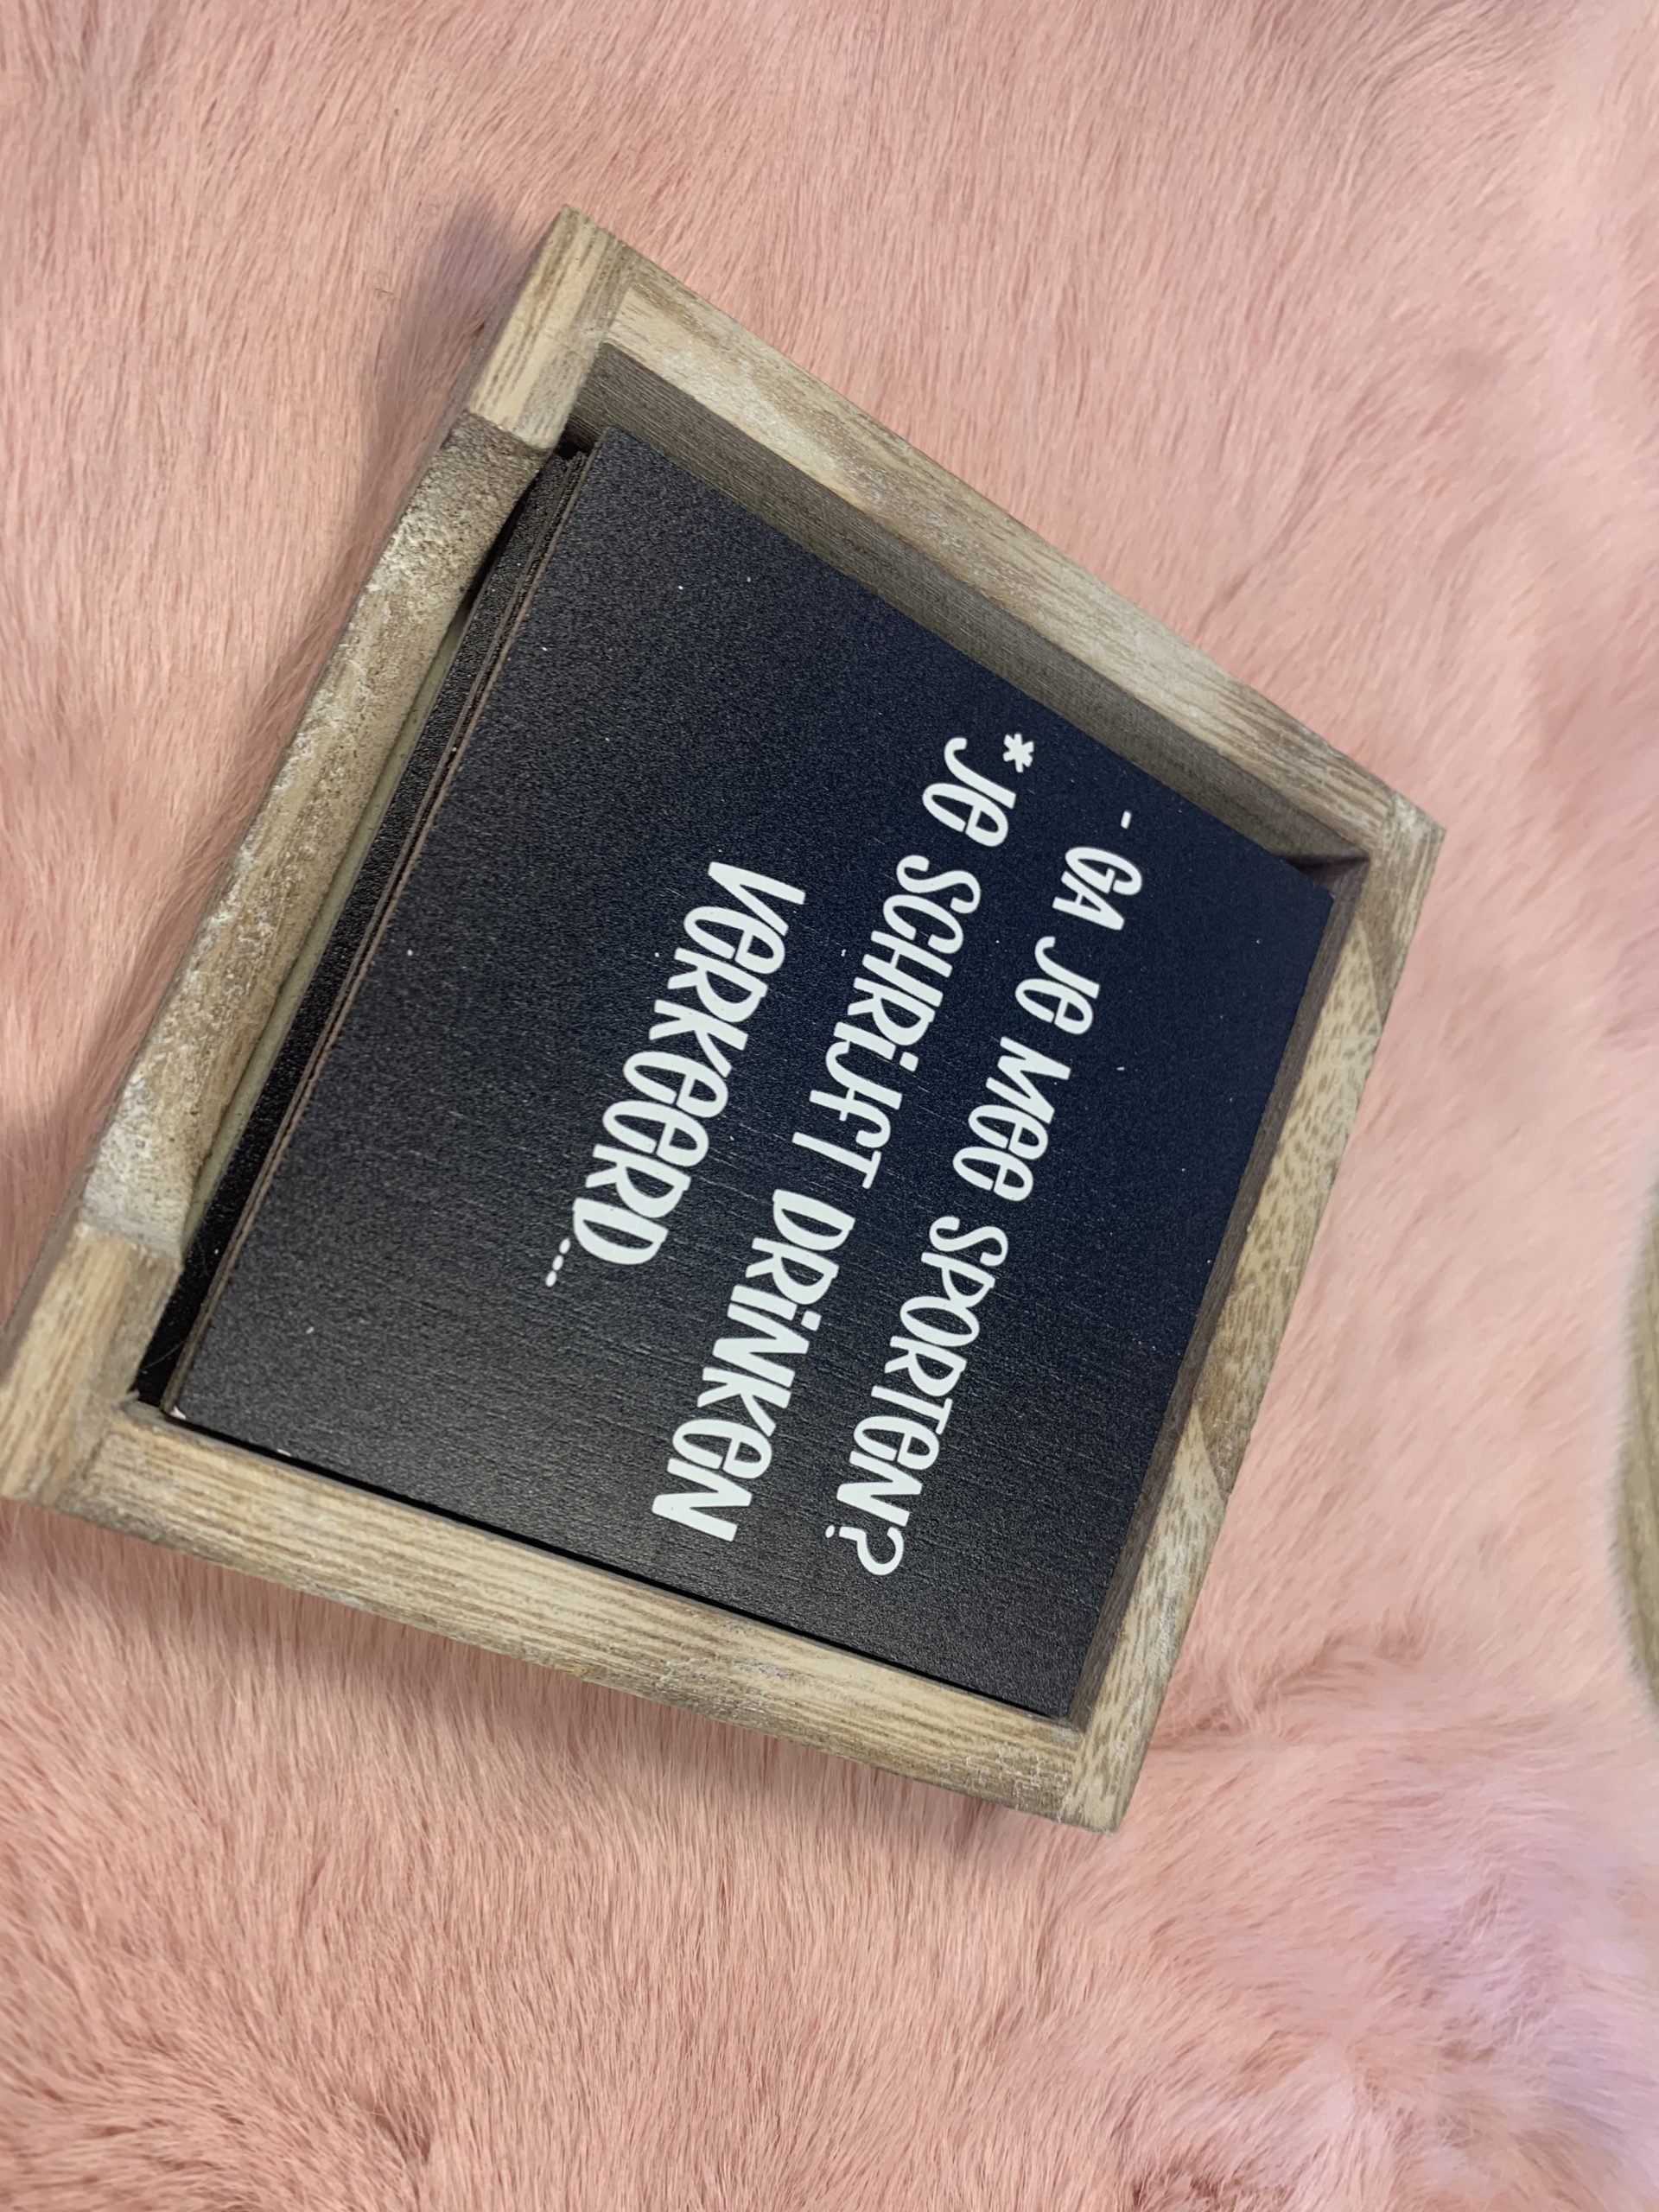 - GA Je Mee SPORTeN?
*Je SCHRijFT DRiNKeN
VeRKeeRD...